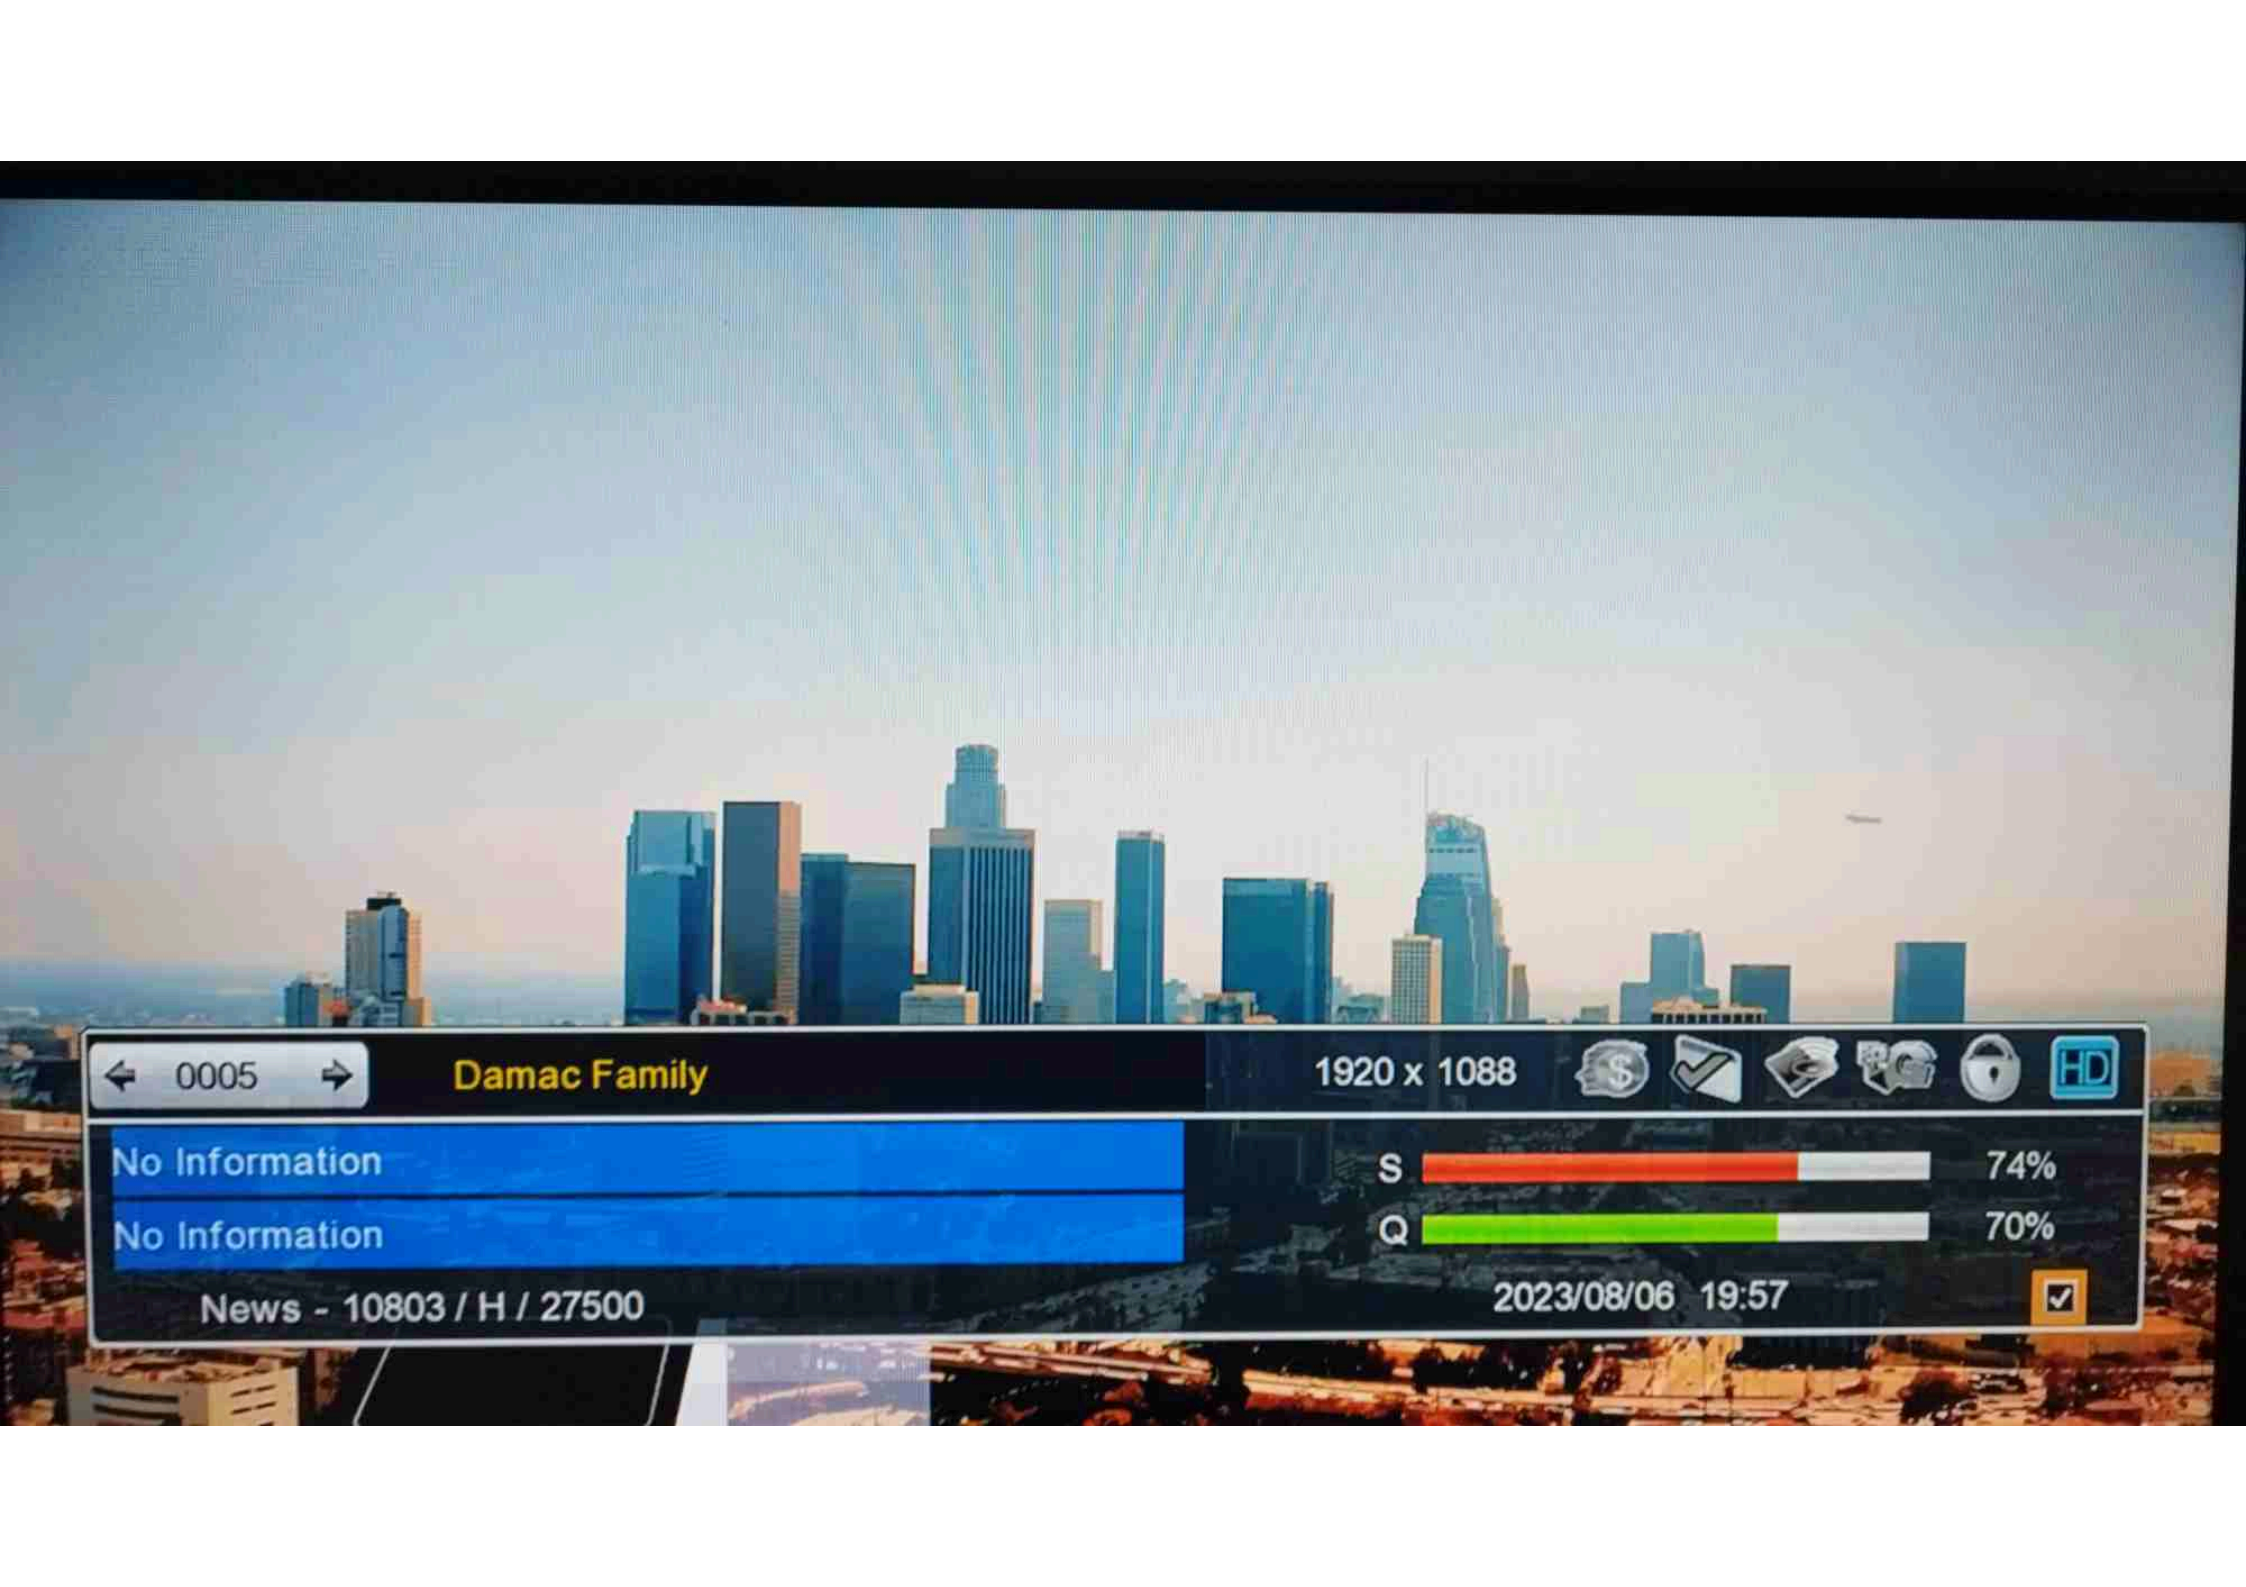 0005
Damac Family
1920 x 1088
$
HD
No Information
S
74%
No Information
Q
70%
News - 10803 / H / 27500
2023/08/06 19:57